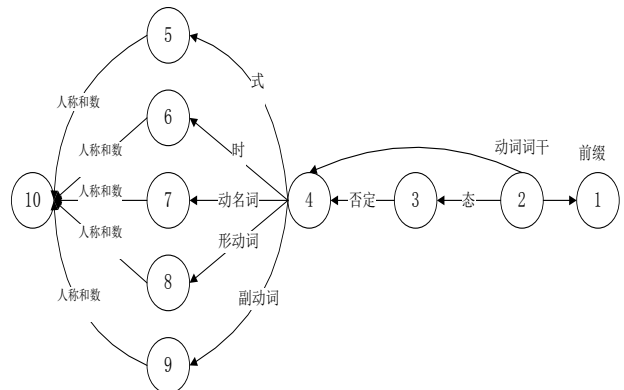 5
式
人称和数
6
人称和数
时
动词词干
前缀
10
人称和数
7
动名词
4
否定
3
态
2
1
人称和数
形动词
8
人称和数
副动词
9